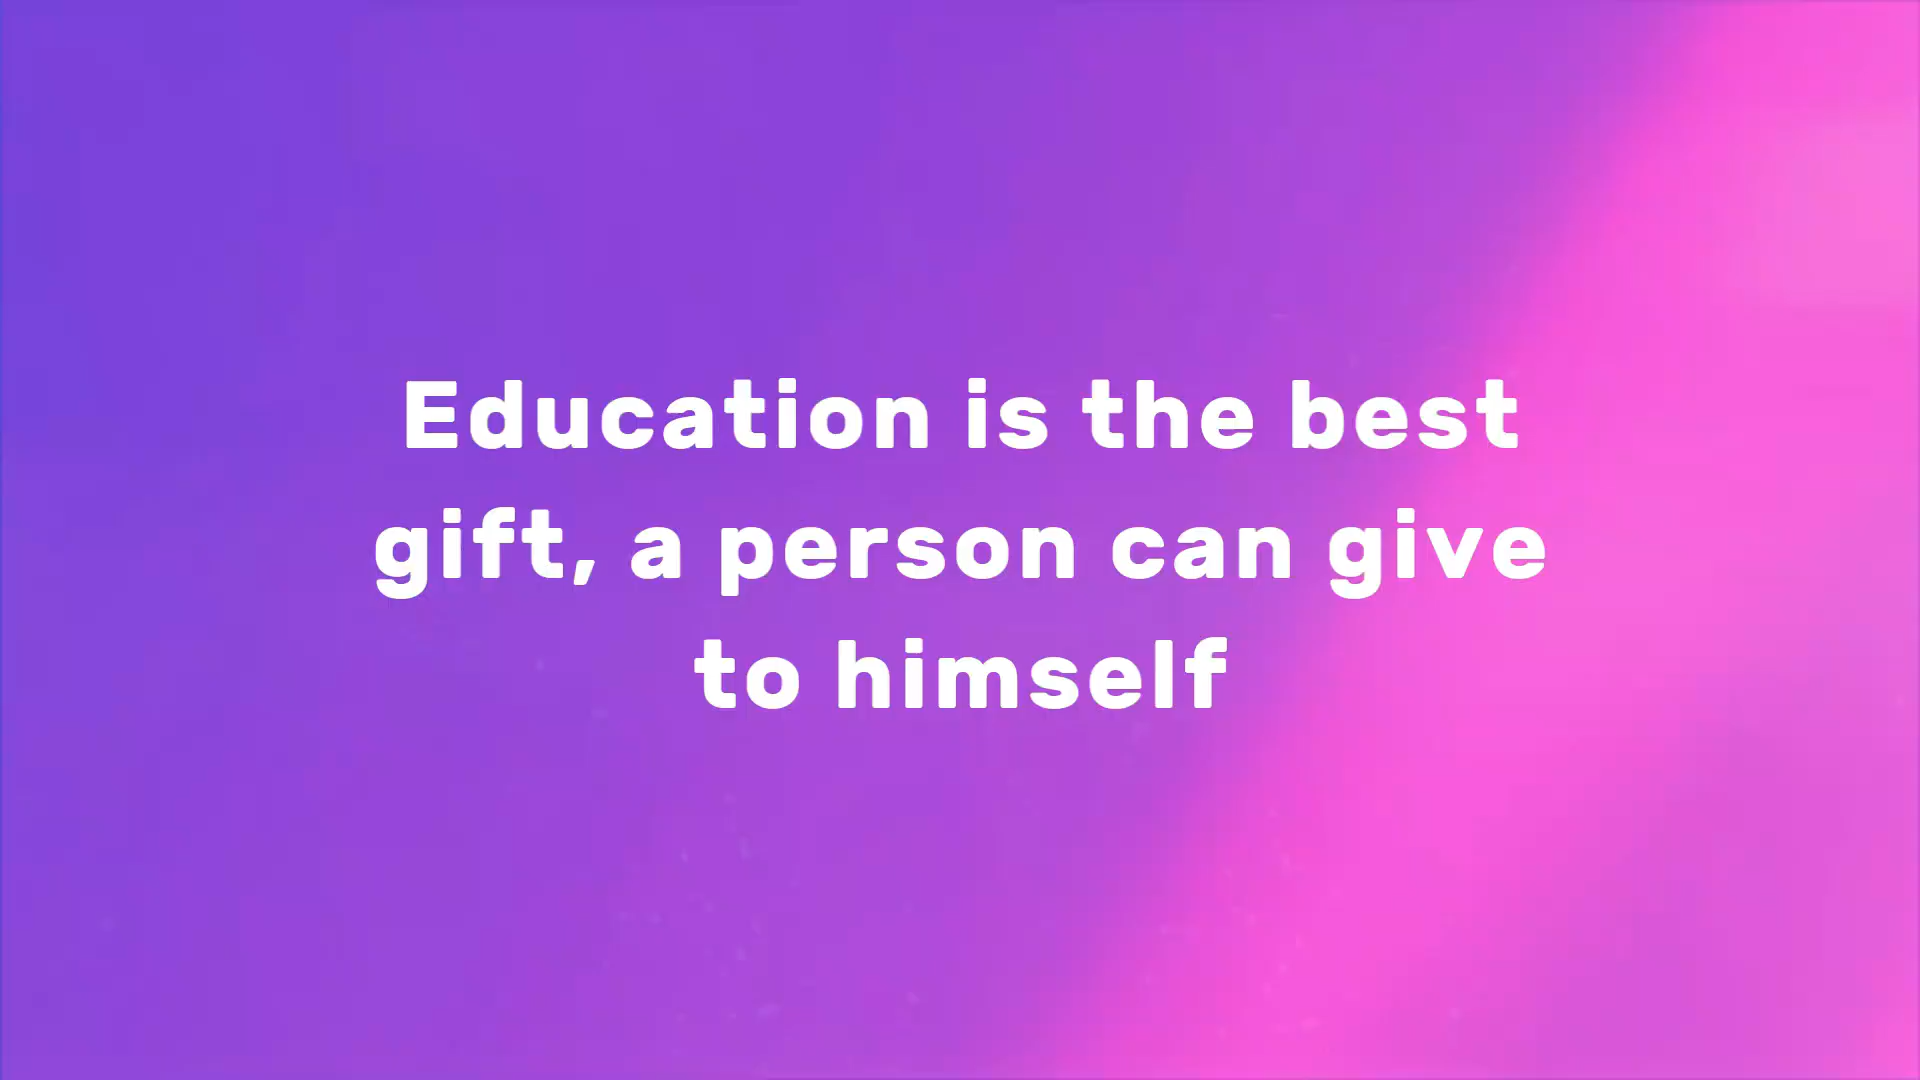 Education is the best
gift, a person can give
to himself